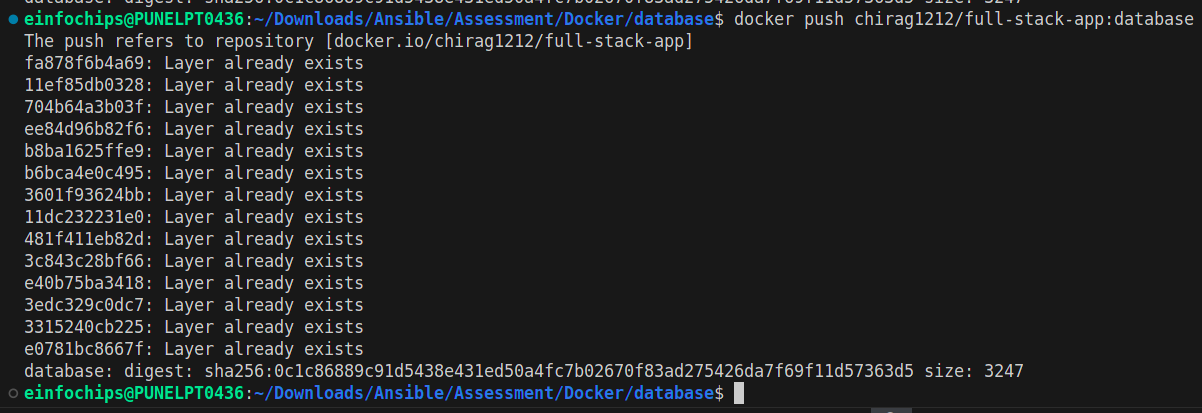 einfochips@PUNELPT0436:~/Downloads/Ansible/Assessment/Docker/database$ docker push chirag1212/full-stack-app:database
The push refers to repository [docker.io/chirag1212/full-stack-app]
fa878f6b4a69: Layer already exists
11ef85db0328: Layer already exists
704b64a3b03f: Layer already exists
ee84d96b82f6: Layer already exists
b8ba1625ffe9: Layer already exists
b6bca4e0c495: Layer already exists
3601f93624bb: Layer already exists
11dc232231e0: Layer already exists
481f411eb82d: Layer already exists
3c843c28bf66: Layer already exists
e40b75ba3418: Layer already exists
3edc329c0dc7: Layer already exists
3315240cb225: Layer already exists
e0781bc8667f: Layer already exists
database: digest: sha256:0c1c86889c91d5438e431ed50a4fc7b02670f83ad275426da7f69f11d57363d5 size: 3247
einfochips@PUNELPT0436:~/Downloads/Ansible/Assessment/Docker/database$